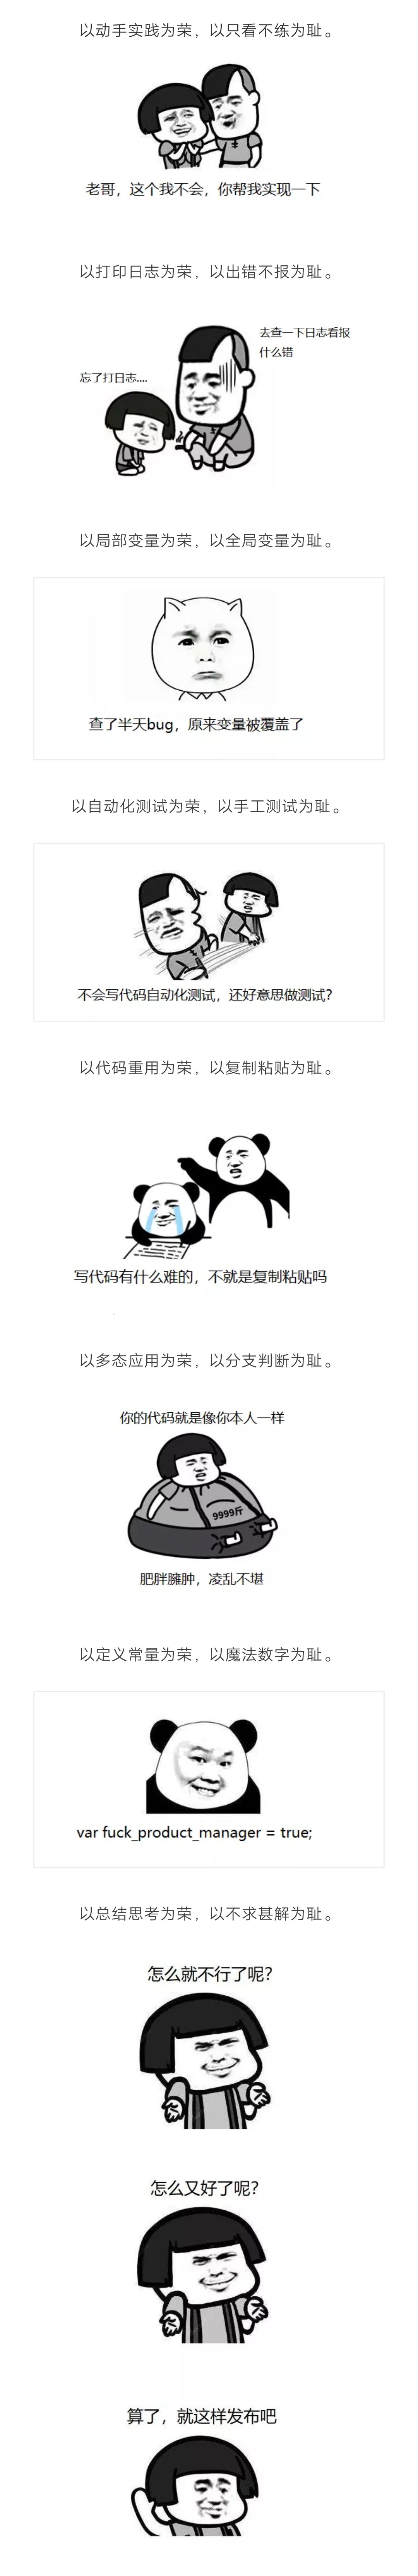 以动手实践为荣，以只看不练为耻。
老哥，这个我不会，你帮我实现一下
以打印日志为荣，以出错不报为耻。
去查一下日志看报
什么错
忘了打日志....
以局部变量为荣，以全局变量为耻。
查了半天bug，原来变量被覆盖了
以自动化测试为荣，以手工测试为耻。
不会写代码自动化测试，还好意思做测试？
以代码重用为荣，以复制粘贴为耻。
写代码有什么难的，不就是复制粘贴吗
以多态应用为荣，以分支判断为耻。
你的代码就是像你本人一样
9999斤
肥胖臃肿，凌乱不堪
以定义常量为荣，以魔法数字为耻。
var fuck_product_manager = true;
以总结思考为荣，以不求甚解为耻。
怎么就不行了呢？
怎么又好了呢？
算了，就这样发布吧